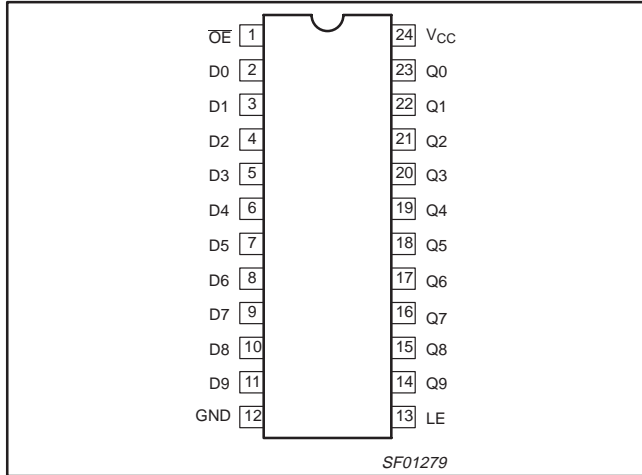 O̅E̅ 1 24 VCC
D0 2 23 Q0
D1 3 22 Q1
D2 4 21 Q2
D3 5 20 Q3
D4 6 19 Q4
D5 7 18 Q5
D6 8 17 Q6
D7 9 16 Q7
D8 10 15 Q8
D9 11 14 Q9
GND 12 13 LE
SF01279